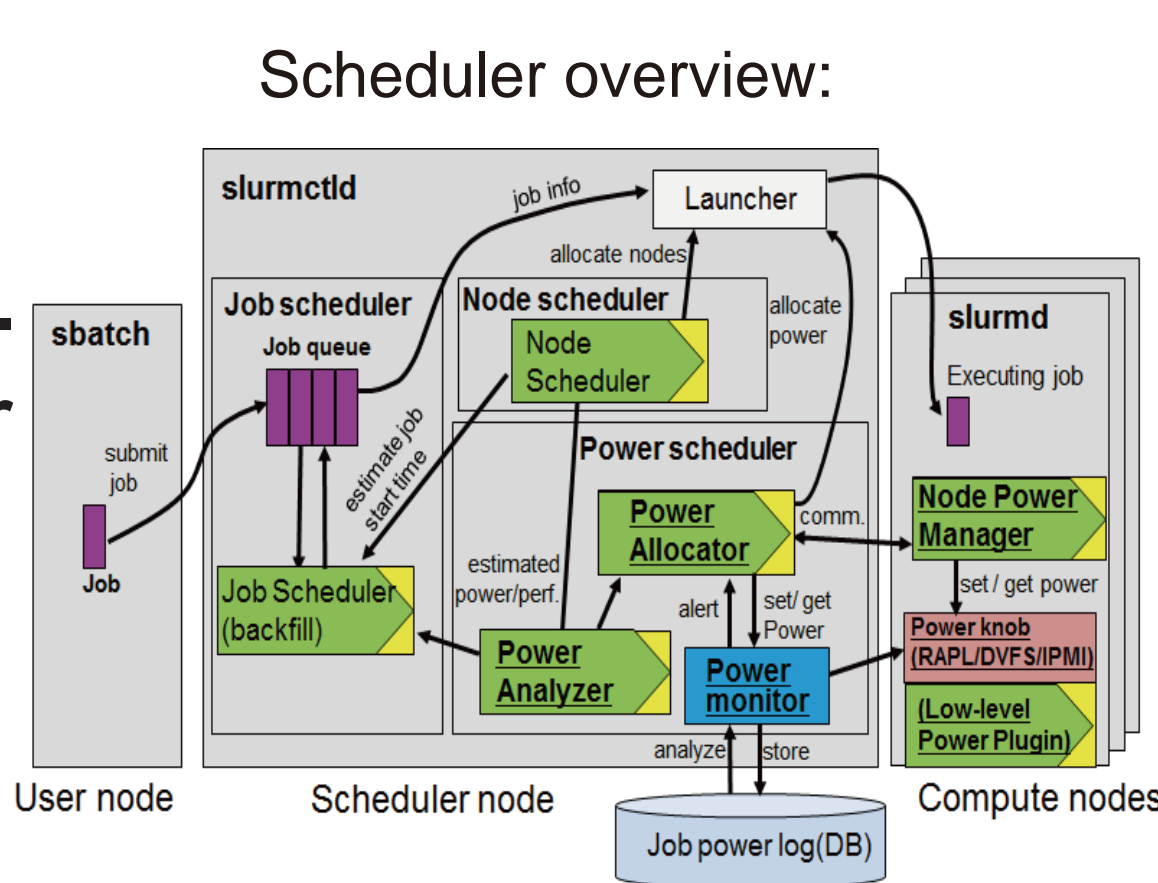 Scheduler overview:
slurmctld
job info
Launcher
allocate nodes
Job scheduler
Job queue
Node scheduler
Node
Scheduler
allocate
power
sbatch
submit
job
Job
estimate job
start time
Power scheduler
Power
Allocator
comm.
estimated
power/perf.
alert
set/ get
Power
Job Scheduler
(backfill)
Power
Analyzer
Power
monitor
analyze
store
slurmd
Executing job
Node Power
Manager
set / get power
Power knob
(RAPL/DVFS/IPMI)
(Low-level
Power Plugin)
User node
Scheduler node
Compute nodes
Job power log(DB)